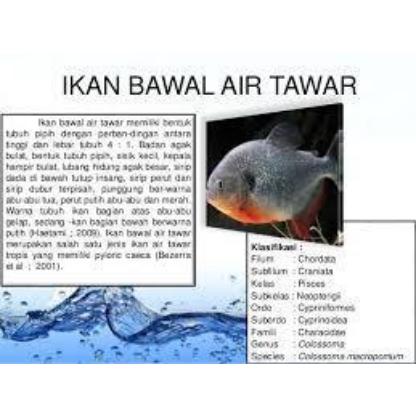 IKAN BAWAL AIR TAWAR
Ikan bawal air tawar memiliki bentuk
tubuh pipih dengan perban-dingan antara
tinggi dan lebar tubuh 4 : 1. Badan agak
bulat, bentuk tubuh pipih, sisik kecil, kepala
hampir bulat, lubang hidung agak besar, sirip
dada di bawah tutup insang, sirip perut dan
sirip dubur terpisah, punggung ber-warna
abu-abu tua, perut putih abu-abu dan merah.
Warna tubuh ikan bagian atas abu-abu
gelap, sedang -kan bagian bawah berwarna
putih (Haetami ; 2009). Ikan bawal air tawar
merupakan salah satu jenis ikan air tawar
tropis yang memiliki pyloric caeca (Bezerra
et al ; 2001).
Klasifikasi :
Filum : Chordata
Subfilum : Craniata
Kelas : Pisces
Subkelas : Neopterigii
Ordo : Cypriniformes
Subordo : Cyprinoidea
Famili : Characidae
Genus : Colossoma
Species : Colossoma macropomum